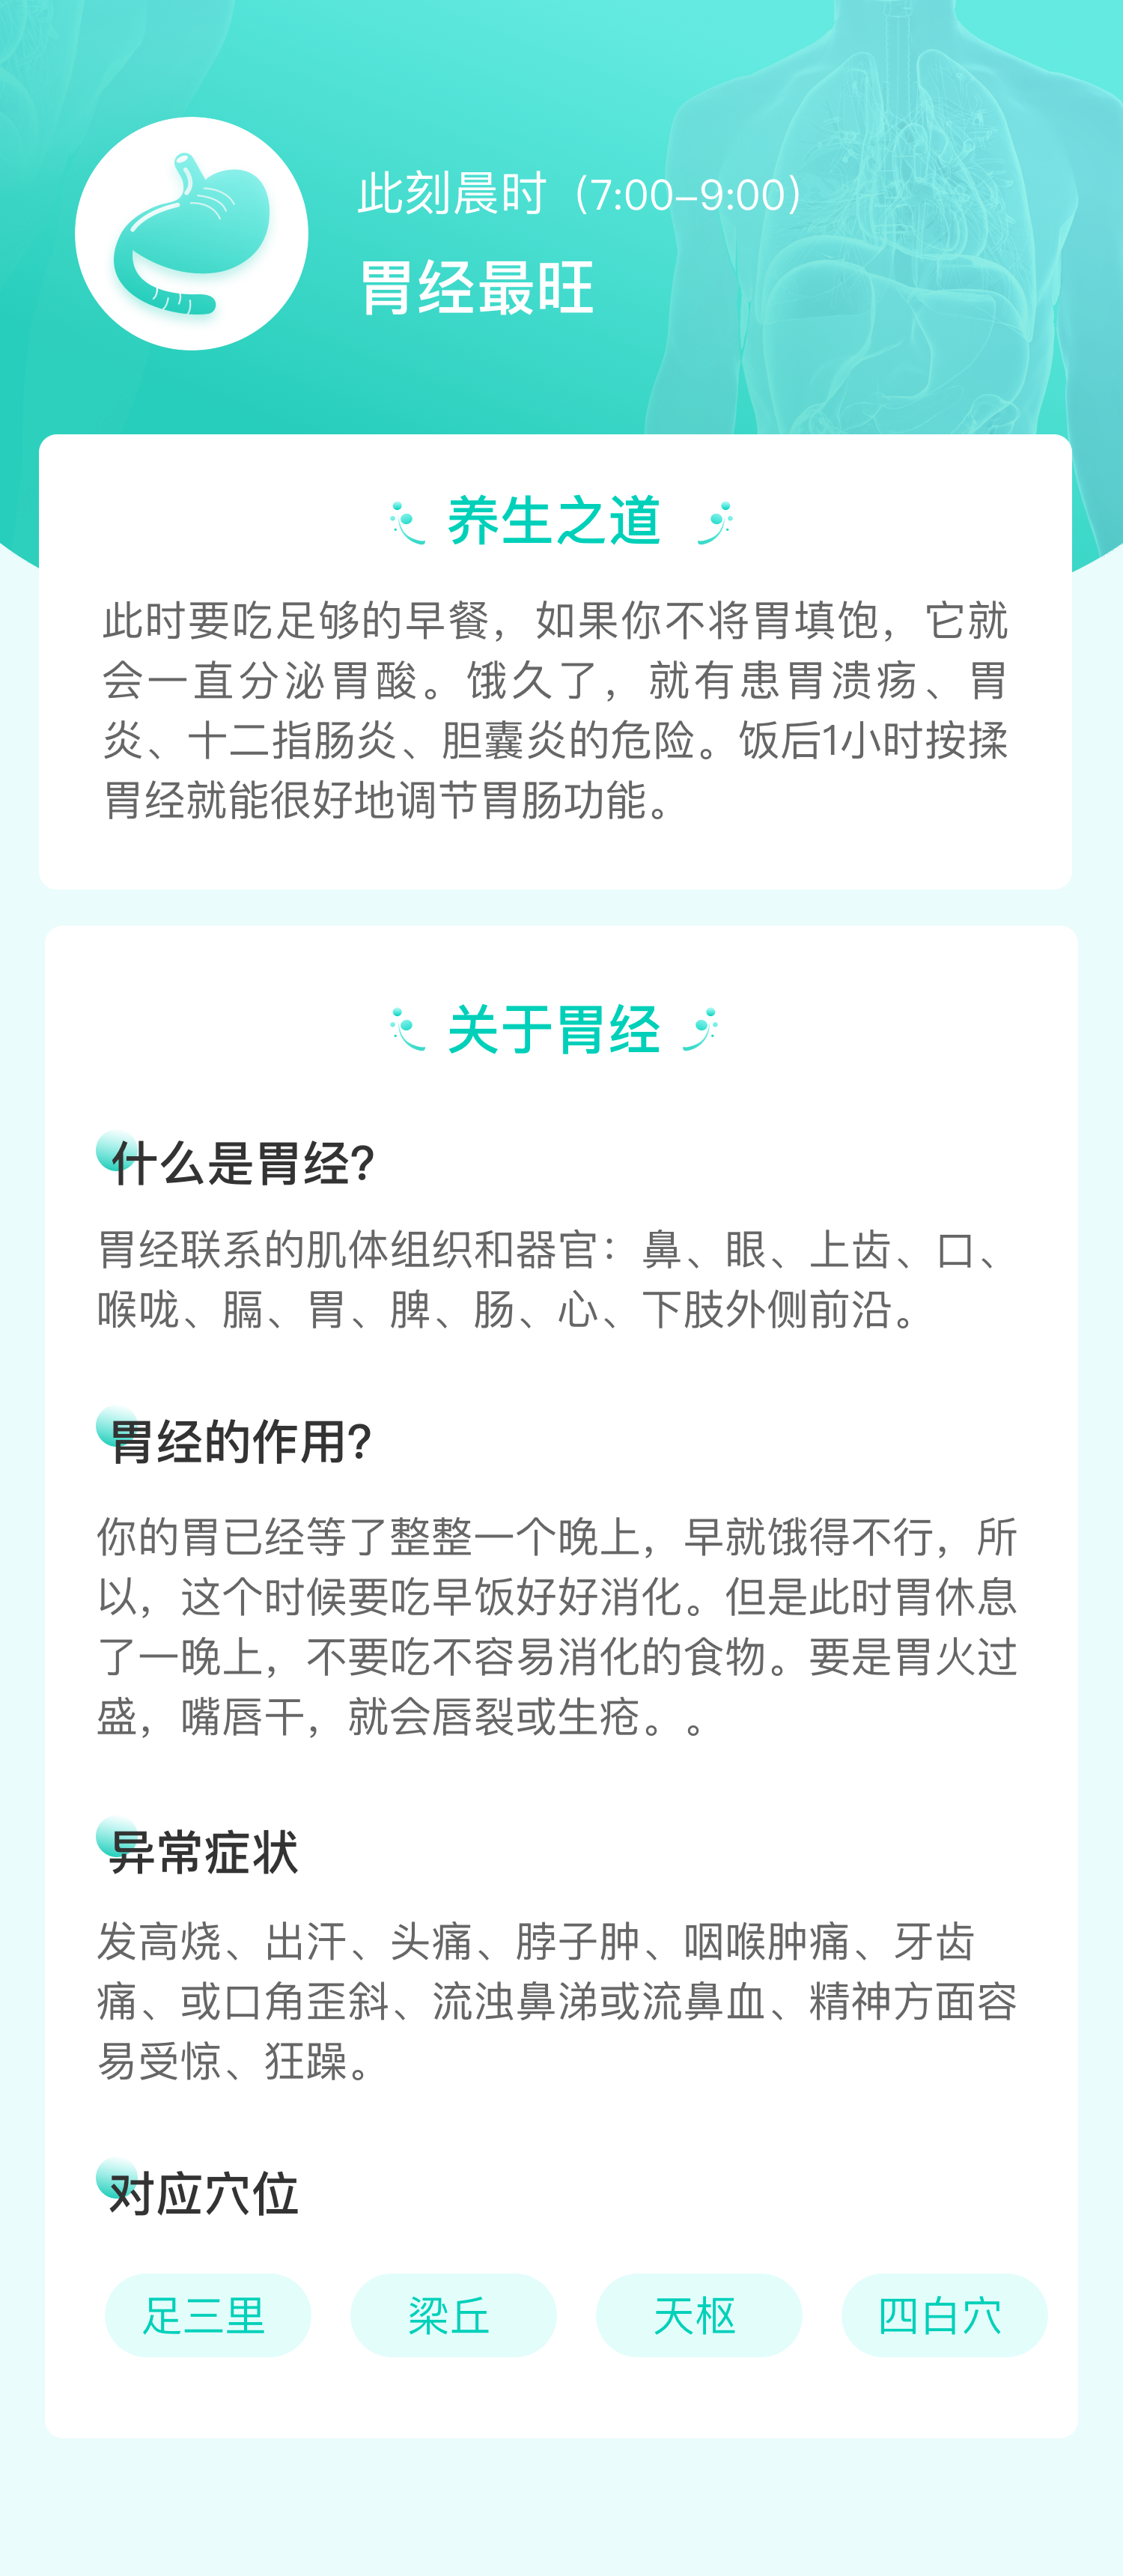 此刻晨时（7:00–9:00）
胃经最旺
养生之道
此时要吃足够的早餐，如果你不将胃填饱，它就
会一直分泌胃酸。饿久了，就有患胃溃疡、胃
炎、十二指肠炎、胆囊炎的危险。饭后1小时按揉
胃经就能很好地调节胃肠功能。
关于胃经
什么是胃经?
胃经联系的肌体组织和器官：鼻、眼、上齿、口、
喉咙、膈、胃、脾、肠、心、下肢外侧前沿。
胃经的作用?
你的胃已经等了整整一个晚上，早就饿得不行，所
以，这个时候要吃早饭好好消化。但是此时胃休息
了一晚上，不要吃不容易消化的食物。要是胃火过
盛，嘴唇干，就会唇裂或生疮。。
异常症状
发高烧、出汗、头痛、脖子肿、咽喉肿痛、牙齿
痛、或口角歪斜、流浊鼻涕或流鼻血、精神方面容
易受惊、狂躁。
对应穴位
足三里
梁丘
天枢
四白穴